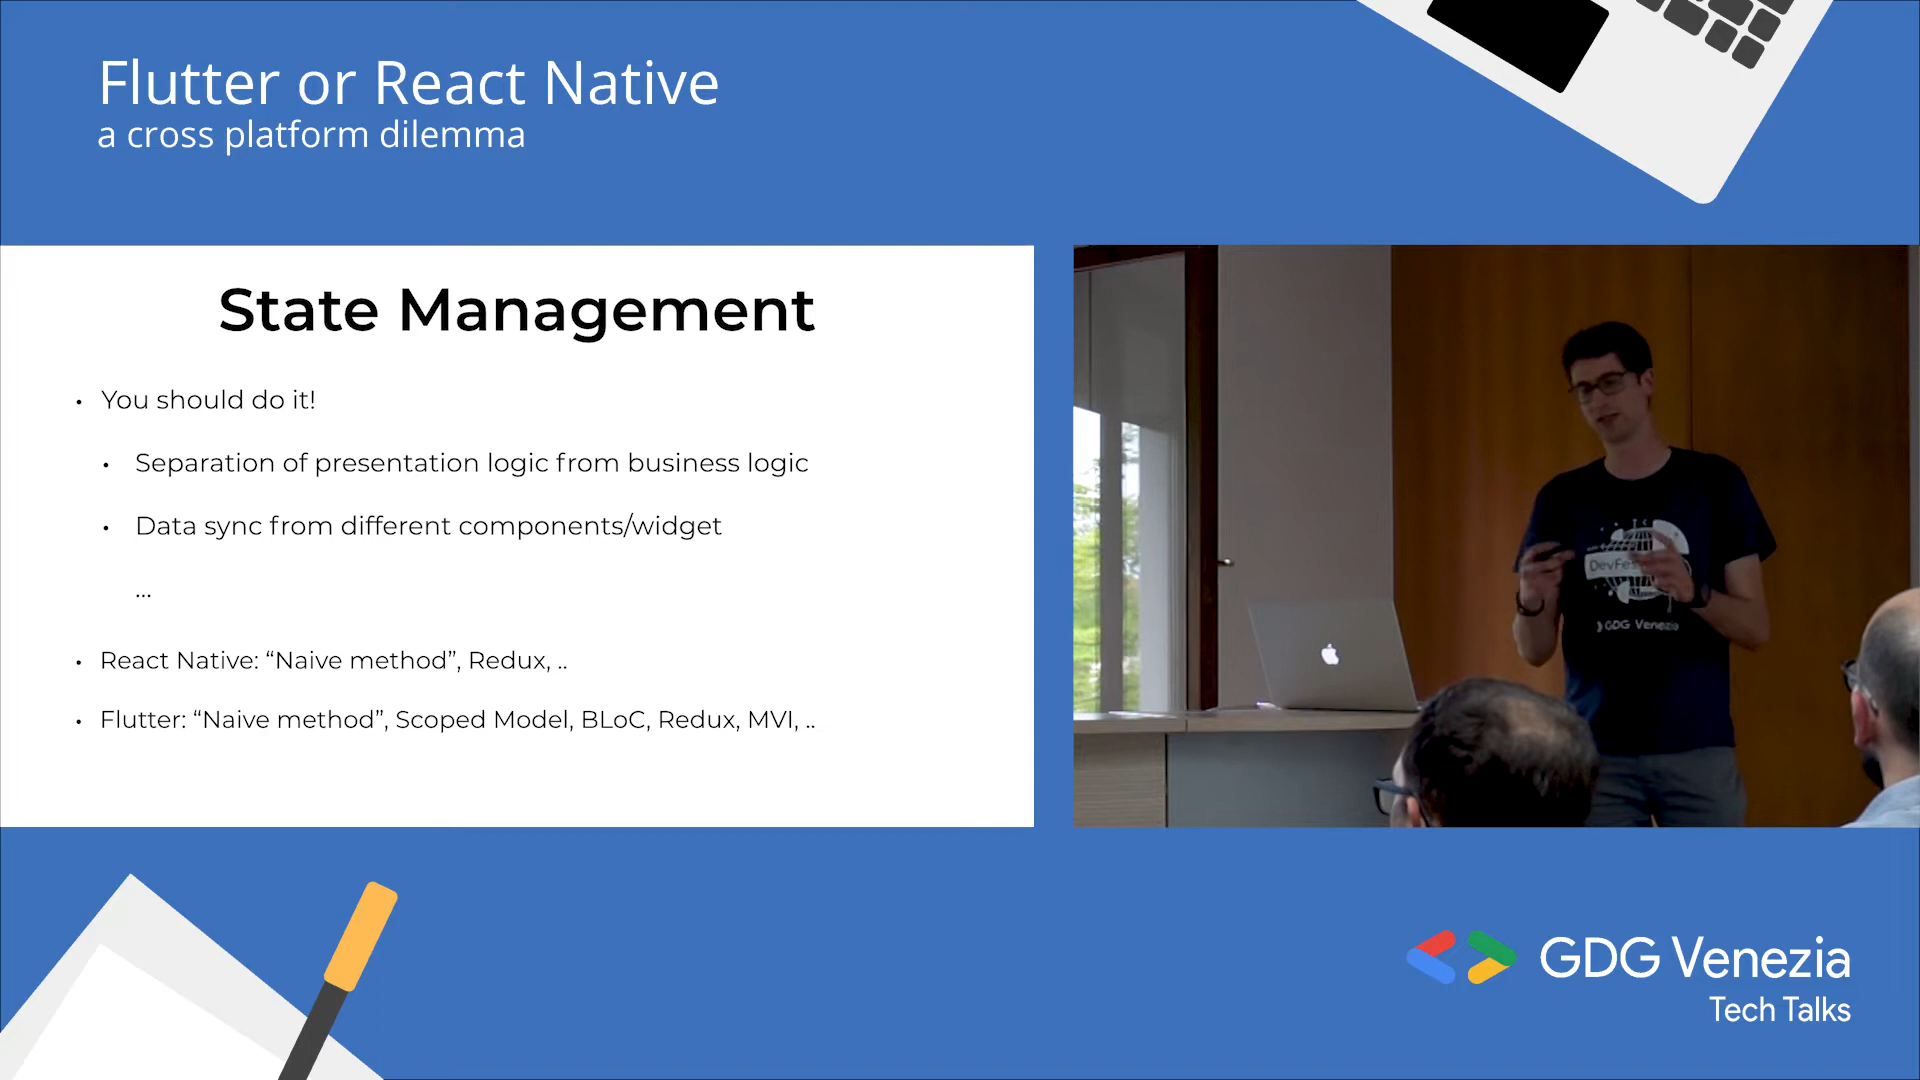 Flutter or React Native
a cross platform dilemma
State Management
• You should do it!
• Separation of presentation logic from business logic
• Data sync from different components/widget
...
• React Native: “Naive method”, Redux, ..
• Flutter: “Naive method”, Scoped Model, BLoC, Redux, MVI, ..
GDG Venezia
GDG Venezia
Tech Talks